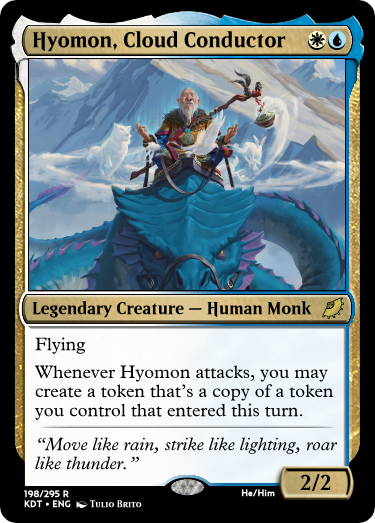 Hyomon, Cloud Conductor
Legendary Creature — Human Monk
Flying
Whenever Hyomon attacks, you may
create a token that's a copy of a token
you control that entered this turn.
“Move like rain, strike like lighting, roar
like thunder.”
2/2
198/295 R
He/Him
KDT • ENG Tulio Brito